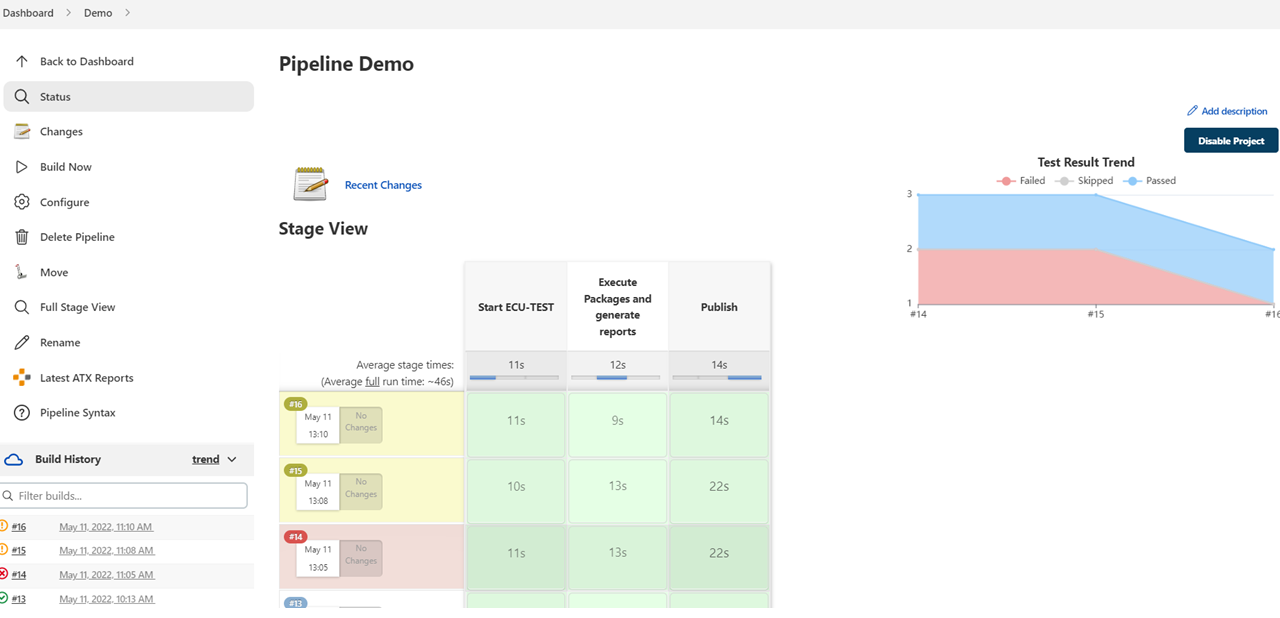 Dashboard
Demo
Back to Dashboard
Status
Changes
Build Now
Configure
Delete Pipeline
Move
Full Stage View
Rename
Latest ATX Reports
Pipeline Syntax
Build History
trend
Filter builds...
#16 May 11, 2022, 11:10 AM
#15 May 11, 2022, 11:08 AM
#14 May 11, 2022, 11:05 AM
#13 May 11, 2022, 10:13 AM
Pipeline Demo
Add description
Disable Project
Recent Changes
Test Result Trend
Failed Skipped Passed
3
2
1
#14 #15 #16
Stage View
Start ECU-TEST
Execute
Packages and
generate
reports
Publish
Average stage times:
(Average full run time: ~46s)
11s 12s 14s
#16
May 11
13:10
No
Changes
11s 9s 14s
#15
May 11
13:08
No
Changes
10s 13s 22s
#14
May 11
13:05
No
Changes
11s 13s 22s
#13